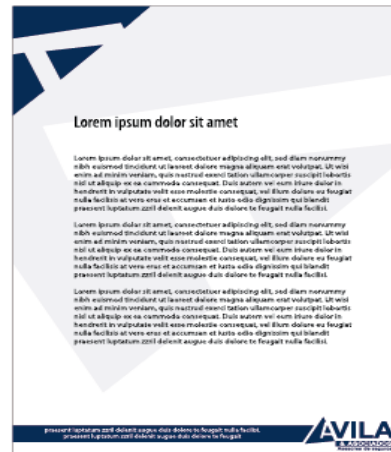 Lorem ipsum dolor sit amet
Lorem ipsum dolor sit amet, consectetuer adipiscing elit, sed diam nonummy
nibh euismod tincidunt ut laoreet dolore magna aliquam erat volutpat. Ut wisi
enim ad minim veniam, quis nostrud exerci tation ullamcorper suscipit lobortis
nisl ut aliquip ex ea commodo consequat. Duis autem vel eum iriure dolor in
hendrerit in vulputate velit esse molestie consequat, vel illum dolore eu feugiat
nulla facilisis at vero eros et accumsan et iusto odio dignissim qui blandit
praesent luptatum zzril delenit augue duis dolore te feugait nulla facilisi.
Lorem ipsum dolor sit amet, consectetuer adipiscing elit, sed diam nonummy
nibh euismod tincidunt ut laoreet dolore magna aliquam erat volutpat. Ut wisi
enim ad minim veniam, quis nostrud exerci tation ullamcorper suscipit lobortis
nisl ut aliquip ex ea commodo consequat. Duis autem vel eum iriure dolor in
hendrerit in vulputate velit esse molestie consequat, vel illum dolore eu feugiat
nulla facilisis at vero eros et accumsan et iusto odio dignissim qui blandit
praesent luptatum zzril delenit augue duis dolore te feugait nulla facilisi.
Lorem ipsum dolor sit amet, consectetuer adipiscing elit, sed diam nonummy
nibh euismod tincidunt ut laoreet dolore magna aliquam erat volutpat. Ut wisi
enim ad minim veniam, quis nostrud exerci tation ullamcorper suscipit lobortis
nisl ut aliquip ex ea commodo consequat. Duis autem vel eum iriure dolor in
hendrerit in vulputate velit esse molestie consequat, vel illum dolore eu feugiat
nulla facilisis at vero eros et accumsan et iusto odio dignissim qui blandit
praesent luptatum zzril delenit augue duis dolore te feugait nulla facilisi.
praesent luptatum zzril delenit augue duis dolore te feugait nulla facilisi.
praesent luptatum zzril delenit augue duis dolore te feugait
AVILA
& ASOCIADOS
Asesores de seguros